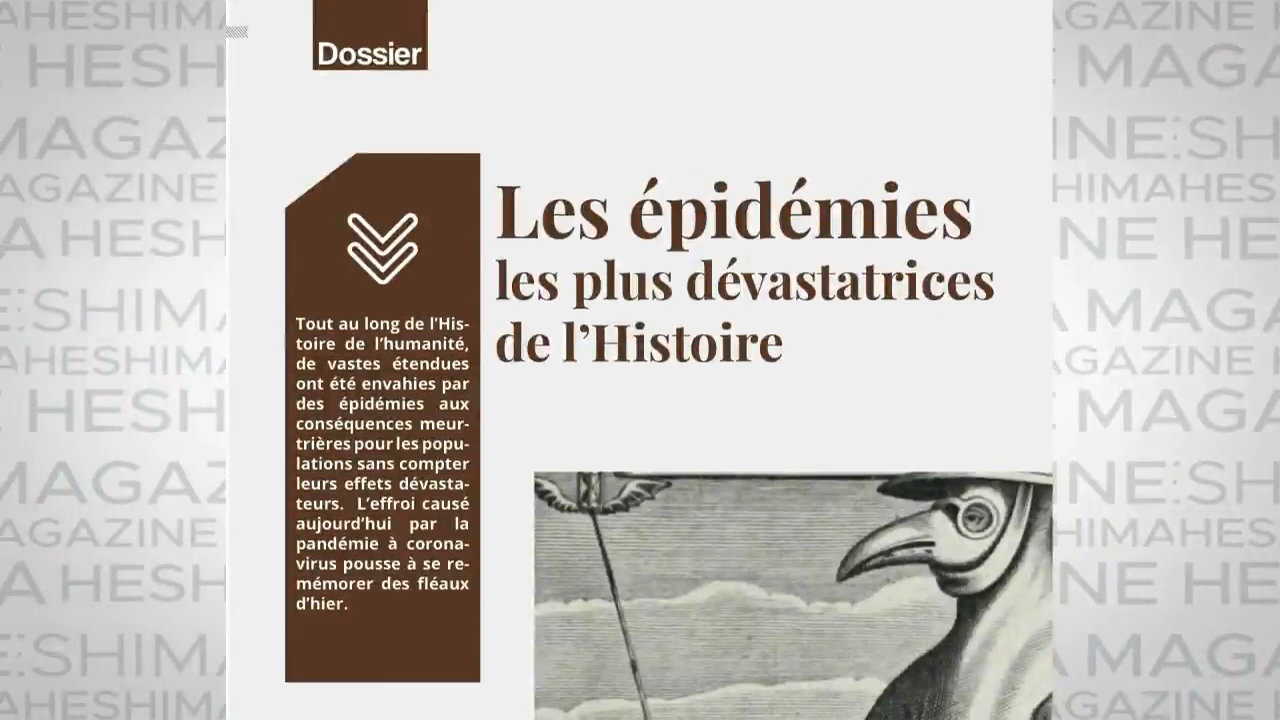 Dossier
Les épidémies
les plus dévastatrices
de l’Histoire
Tout au long de l’His-
toire de l’humanité,
de vastes étendues
ont été envahies par
des épidémies aux
conséquences meur-
trières pour les popu-
lations sans compter
leurs effets dévasta-
teurs. L’effroi causé
aujourd’hui par la
pandémie à corona-
virus pousse à se re-
mémorer des fléaux
d’hier.